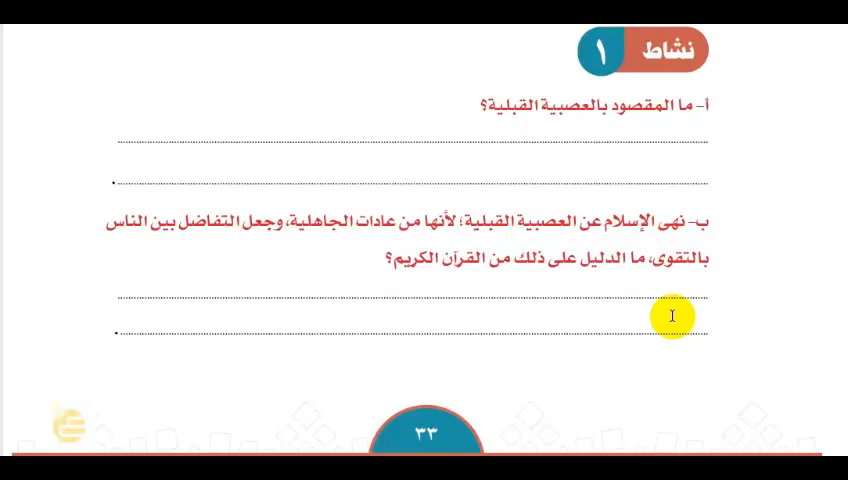 نشاط ١
أ- ما المقصود بالعصبية القبلية؟
ب- نهى الإسلام عن العصبية القبلية؛ لأنها من عادات الجاهلية، وجعل التفاضل بين الناس
بالتقوى، ما الدليل على ذلك من القرآن الكريم؟
٣٣